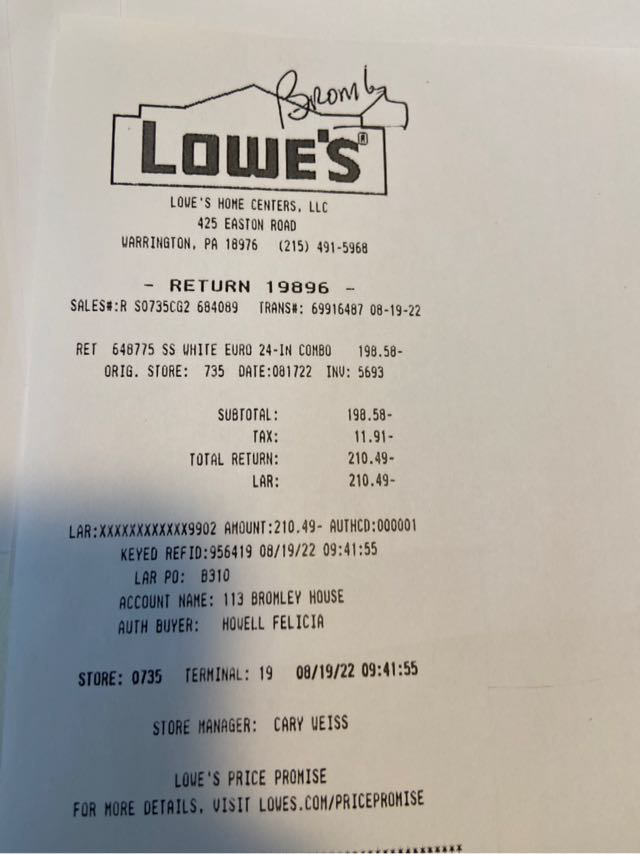 Bromley
LOWE'S®
LOWE'S HOME CENTERS, LLC
425 EASTON ROAD
WARRINGTON, PA 18976 (215) 491-5968
- RETURN 19896 -
SALES#:R S0735CG2 684089 TRANS#: 69916487 08-19-22
RET 648775 SS WHITE EURO 24-IN COMBO 198.58-
ORIG. STORE: 735 DATE:081722 INV: 5693
SUBTOTAL: 198.58-
TAX: 11.91-
TOTAL RETURN: 210.49-
LAR: 210.49-
LAR:XXXXXXXXXXXX9902 AMOUNT:210.49- AUTHCD:000001
KEYED REFID:956419 08/19/22 09:41:55
LAR PO: B310
ACCOUNT NAME: 113 BROMLEY HOUSE
AUTH BUYER: HOWELL FELICIA
STORE: 0735 TERMINAL: 19 08/19/22 09:41:55
STORE MANAGER: CARY WEISS
LOWE'S PRICE PROMISE
FOR MORE DETAILS, VISIT LOWES.COM/PRICEPROMISE